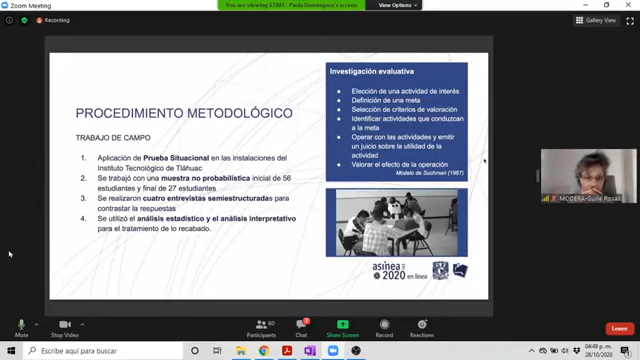 Zoom Meeting
You are viewing STAFF - Paula Dominguez's screen
View Options
Recording
Gallery View
PROCEDIMIENTO METODOLÓGICO
TRABAJO DE CAMPO
1. Aplicación de Prueba Situacional en las instalaciones del
Instituto Tecnológico de Tláhuac
2. Se trabajó con una muestra no probabilística inicial de 56
estudiantes y final de 27 estudiantes
3. Se realizaron cuatro entrevistas semiestructuradas para
contrastar la respuestas
4. Se utilizó el análisis estadístico y el análisis interpretativo
para el tratamiento de lo recabado.
Investigación evaluativa
Elección de una actividad de interés
Definición de una meta
Selección de criterios de valoración
Identificar actividades que conduzcan
a la meta
Operar con las actividades y emitir
un juicio sobre la utilidad de la
actividad
Valorar el efecto de la operación
Modelo de Suchman (1967)
asinea
2020 en línea
MODERA-Guille Rosas
Mute
Stop Video
Participants
60
Chat
Share Screen
Record
Reactions
Leave
Escribe aquí para buscar
ESP
04:49 p. m.
28/10/2020